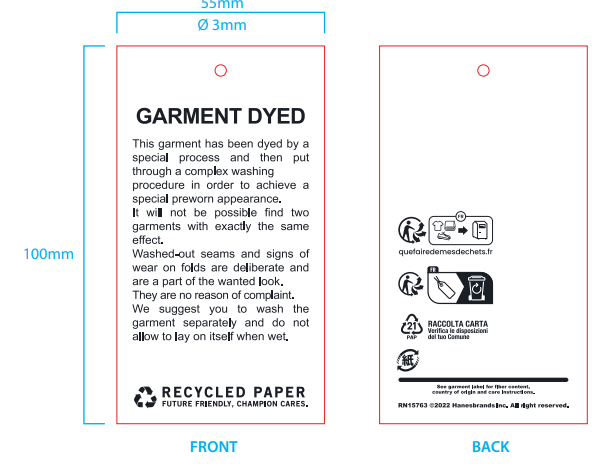 55mm
Ø 3mm
100mm
GARMENT DYED
This garment has been dyed by a
special process and then put
through a complex washing
procedure in order to achieve a
special preworn appearance.
It will not be possible find two
garments with exactly the same
effect.
Washed-out seams and signs of
wear on folds are deliberate and
are a part of the wanted look.
They are no reason of complaint.
We suggest you to wash the
garment separately and do not
allow to lay on itself when wet.
RECYCLED PAPER
FUTURE FRIENDLY, CHAMPION CARES.
FRONT
FR
quefairedemesdechets.fr
FR
21
PAP
RACCOLTA CARTA
Verifica le disposizioni
del tuo Comune
紙
See garment label for fiber content,
country of origin and care instructions.
RN15763 ©2022 Hanesbrands Inc. All right reserved.
BACK